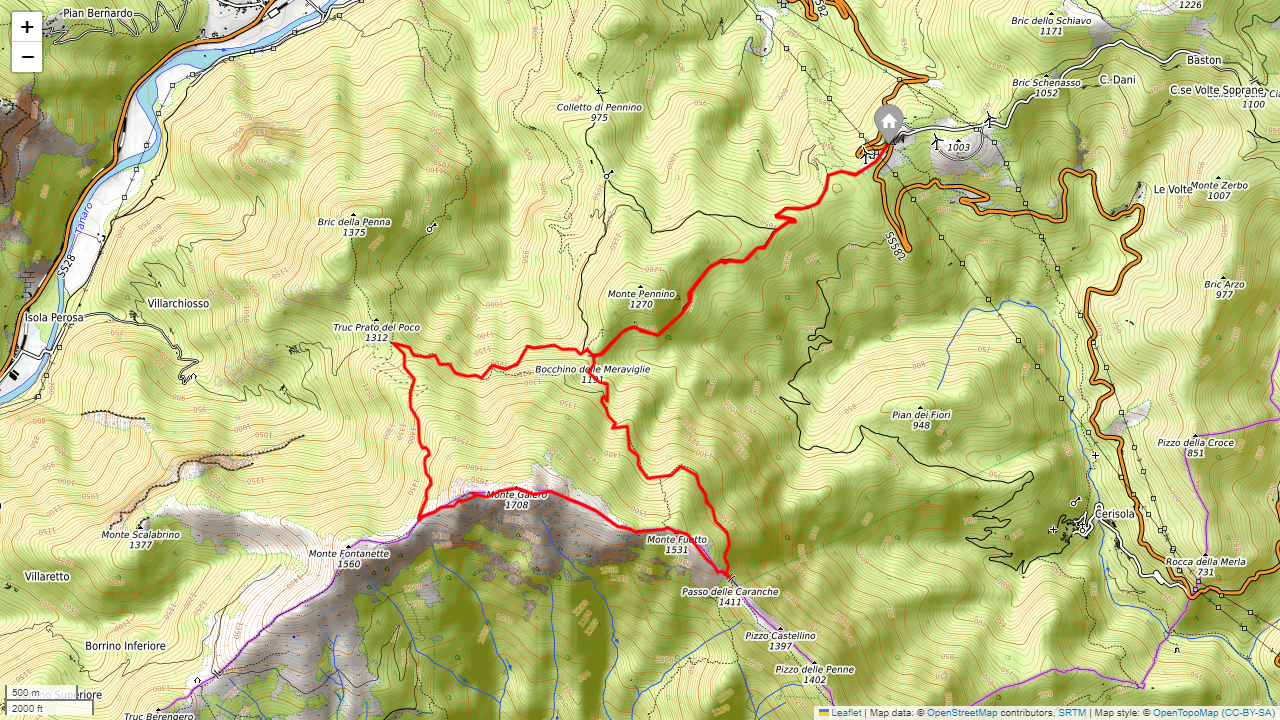 +
−
Pian Bernardo
SS28
Tamaro
Isola Perosa
Villarchiosso
Bric della Penna
1375
Truc Prato del Poco
1312
Colletto di Pennino
975
Monte Pennino
1270
Bocchino delle Meraviglie
1191
Bric dello Schiavo
1171
1226
Baston
Bric Schenasso
1052
C. Dani
C.se Volte Soprane
1100
1003
Le Volte
Monte Zerbo
1007
SS582
Bric Arzo
977
Pian dei Fiori
948
Pizzo della Croce
851
Cerisola
Rocca della Merla
731
Monte Galero
1708
Monte Scalabrino
1377
Monte Fontanette
1560
Villaretto
Monte Fuetto
1531
Passo delle Caranche
1411
Pizzo Castellino
1397
Pizzo delle Penne
1402
Borrino Inferiore
Superiore
Truc Berengero
500 m
2000 ft
Leaflet | Map data: © OpenStreetMap contributors, SRTM | Map style: © OpenTopoMap (CC-BY-SA)